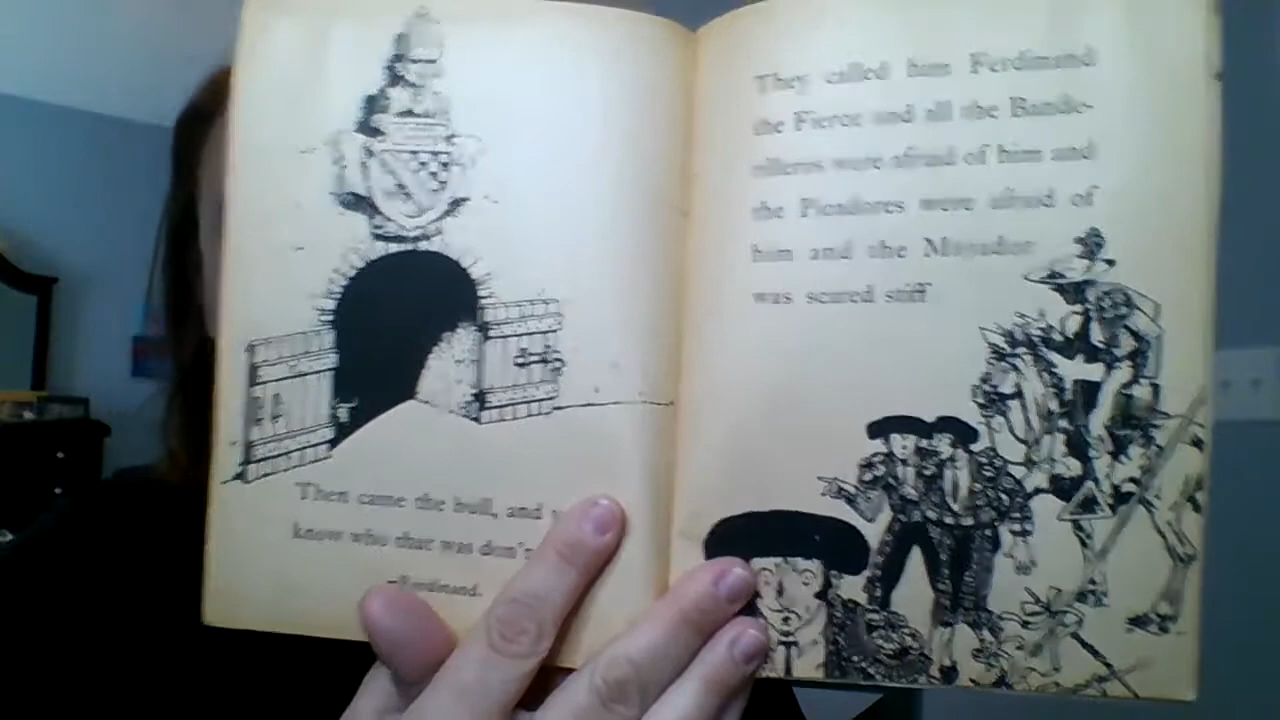 Then came the bull, and
know who that was don't
—Ferdinand.
They called him Ferdinand
the Fierce and all the Bande-
rilleros were afraid of him and
the Picadores were afraid of
him and the Matador
was scared stiff